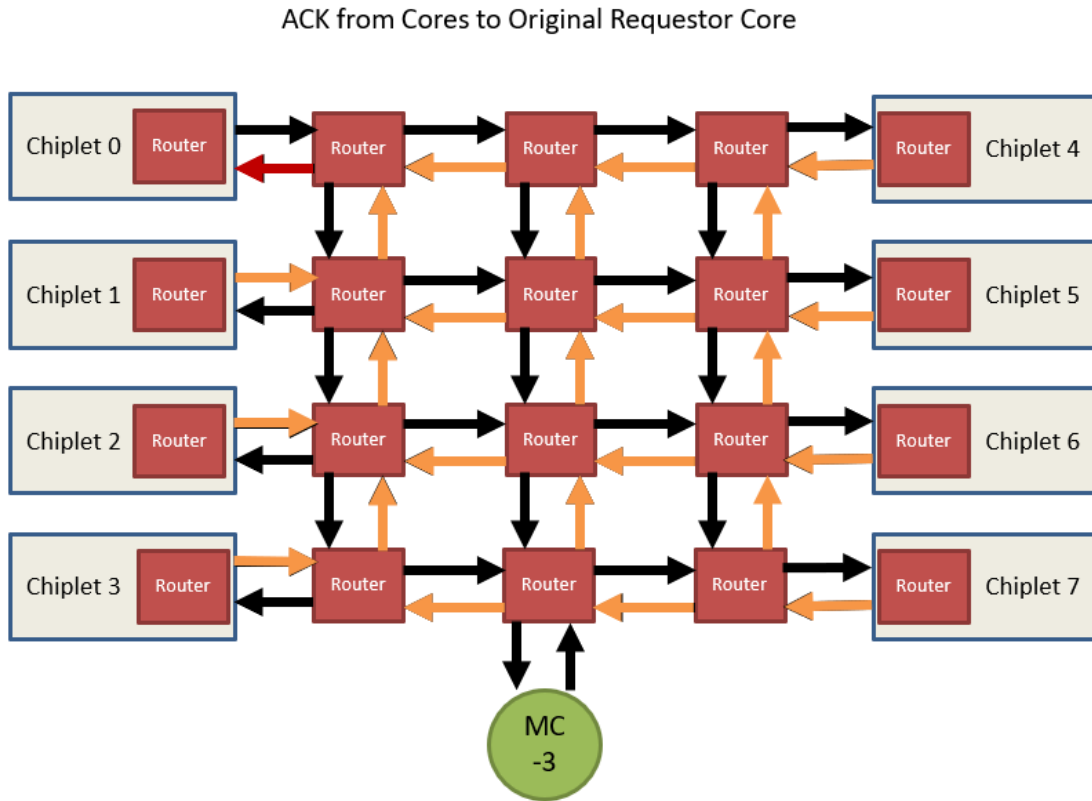 ACK from Cores to Original Requestor Core
Chiplet 0
Router
Router
Router
Router
Router
Chiplet 4
Chiplet 1
Router
Router
Router
Router
Router
Chiplet 5
Chiplet 2
Router
Router
Router
Router
Router
Chiplet 6
Chiplet 3
Router
Router
Router
Router
Router
Chiplet 7
MC
-3